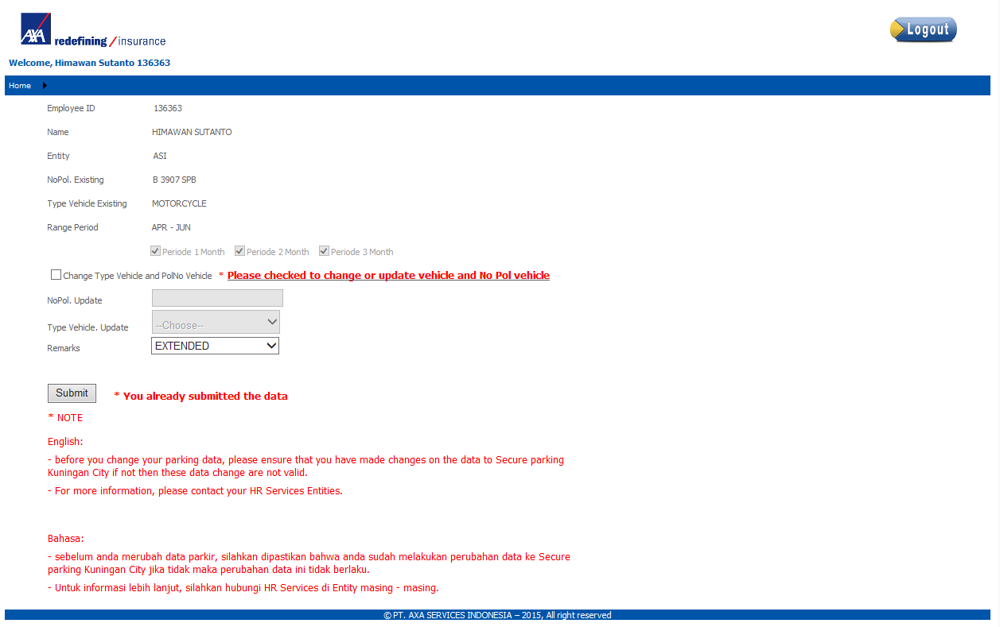 AXA redefining / insurance
Logout
Welcome, Himawan Sutanto 136363
Home
Employee ID 136363
Name HIMAWAN SUTANTO
Entity ASI
NoPol. Existing B 3907 SPB
Type Vehicle Existing MOTORCYCLE
Range Period APR - JUN
Periode 1 Month Periode 2 Month Periode 3 Month
Change Type Vehicle and PolNo Vehicle * Please checked to change or update vehicle and No Pol vehicle
NoPol. Update
Type Vehicle. Update --Choose--
Remarks EXTENDED
Submit * You already submitted the data
* NOTE
English:
- before you change your parking data, please ensure that you have made changes on the data to Secure parking
Kuningan City if not then these data change are not valid.
- For more information, please contact your HR Services Entities.
Bahasa:
- sebelum anda merubah data parkir, silahkan dipastikan bahwa anda sudah melakukan perubahan data ke Secure
parking Kuningan City jika tidak maka perubahan data ini tidak berlaku.
- Untuk informasi lebih lanjut, silahkan hubungi HR Services di Entity masing - masing.
© PT. AXA SERVICES INDONESIA – 2015, All right reserved